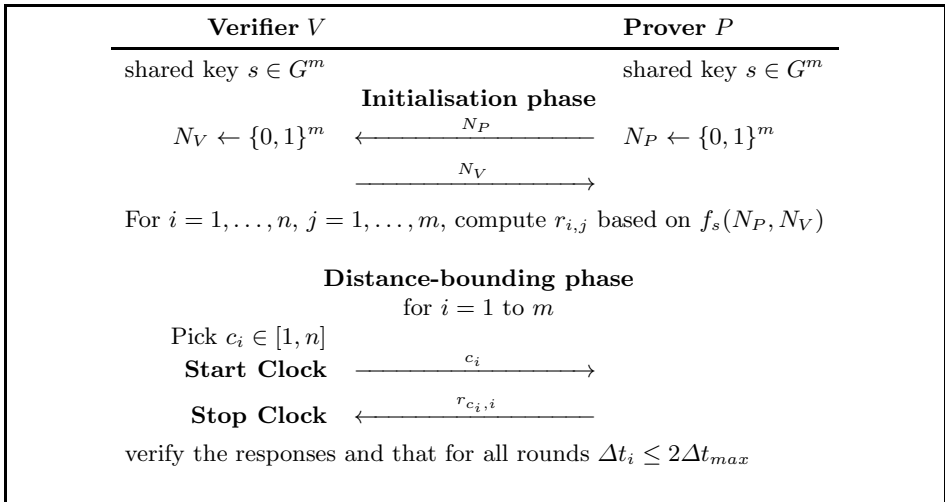 Verifier V Prover P
shared key s ∈ G^m shared key s ∈ G^m
Initialisation phase
N_V ← {0, 1}^m N_P N_P ← {0, 1}^m
N_V
For i = 1, . . . , n, j = 1, . . . , m, compute r_{i,j} based on f_s(N_P, N_V)
Distance-bounding phase
for i = 1 to m
Pick c_i ∈ [1, n]
Start Clock c_i
Stop Clock r_{c_i,i}
verify the responses and that for all rounds Δt_i ≤ 2Δt_{max}